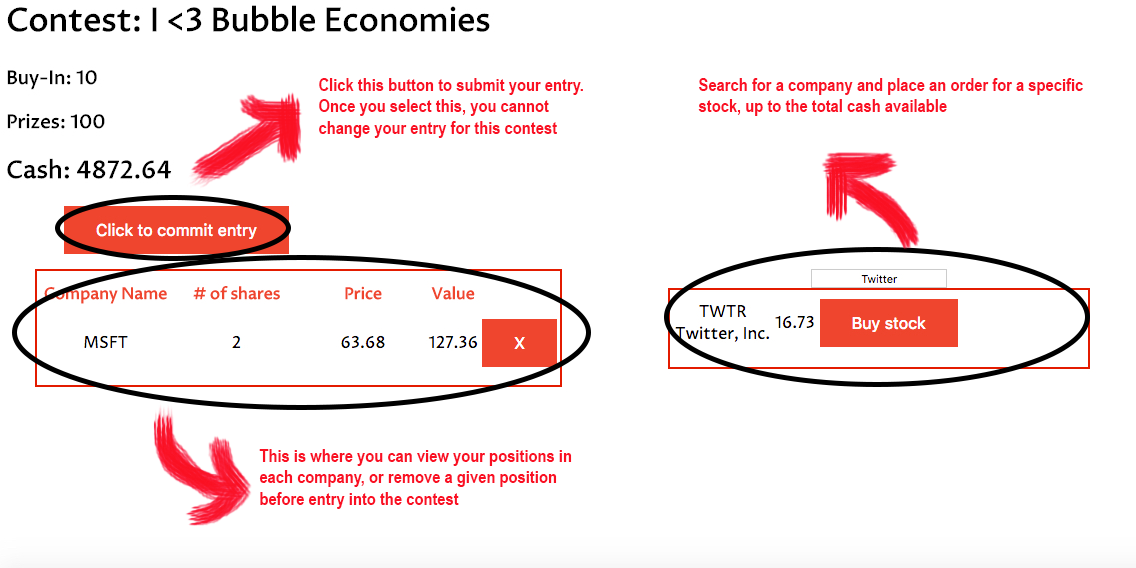 Contest: I <3 Bubble Economies
Buy-In: 10
Prizes: 100
Cash: 4872.64
Click this button to submit your entry.
Once you select this, you cannot
change your entry for this contest
Search for a company and place an order for a specific
stock, up to the total cash available
Click to commit entry
Company Name # of shares Price Value
MSFT 2 63.68 127.36 X
Twitter
TWTR
Twitter, Inc. 16.73 Buy stock
This is where you can view your positions in
each company, or remove a given position
before entry into the contest